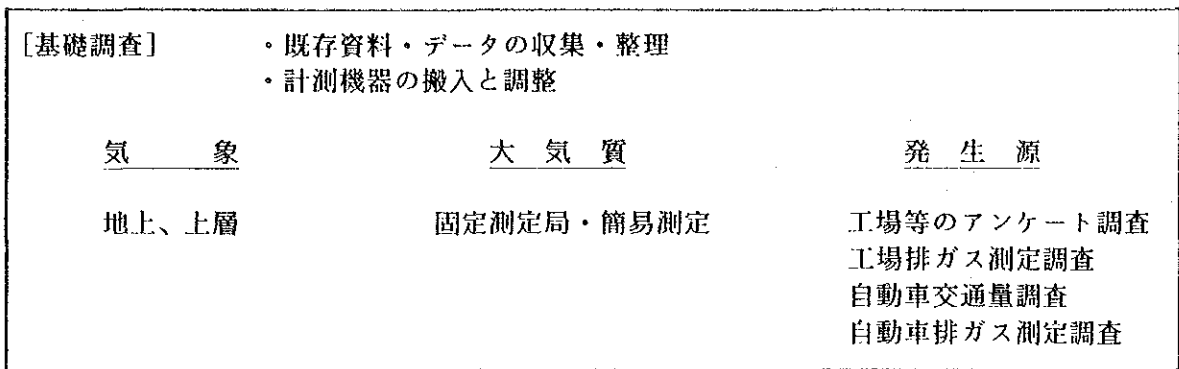 [基礎調査] ・既存資料・データの収集・整理
・計測機器の搬入と調整
気象 大気質 発生源
地上、上層 固定測定局・簡易測定 工場等のアンケート調査
工場排ガス測定調査
自動車交通量調査
自動車排ガス測定調査